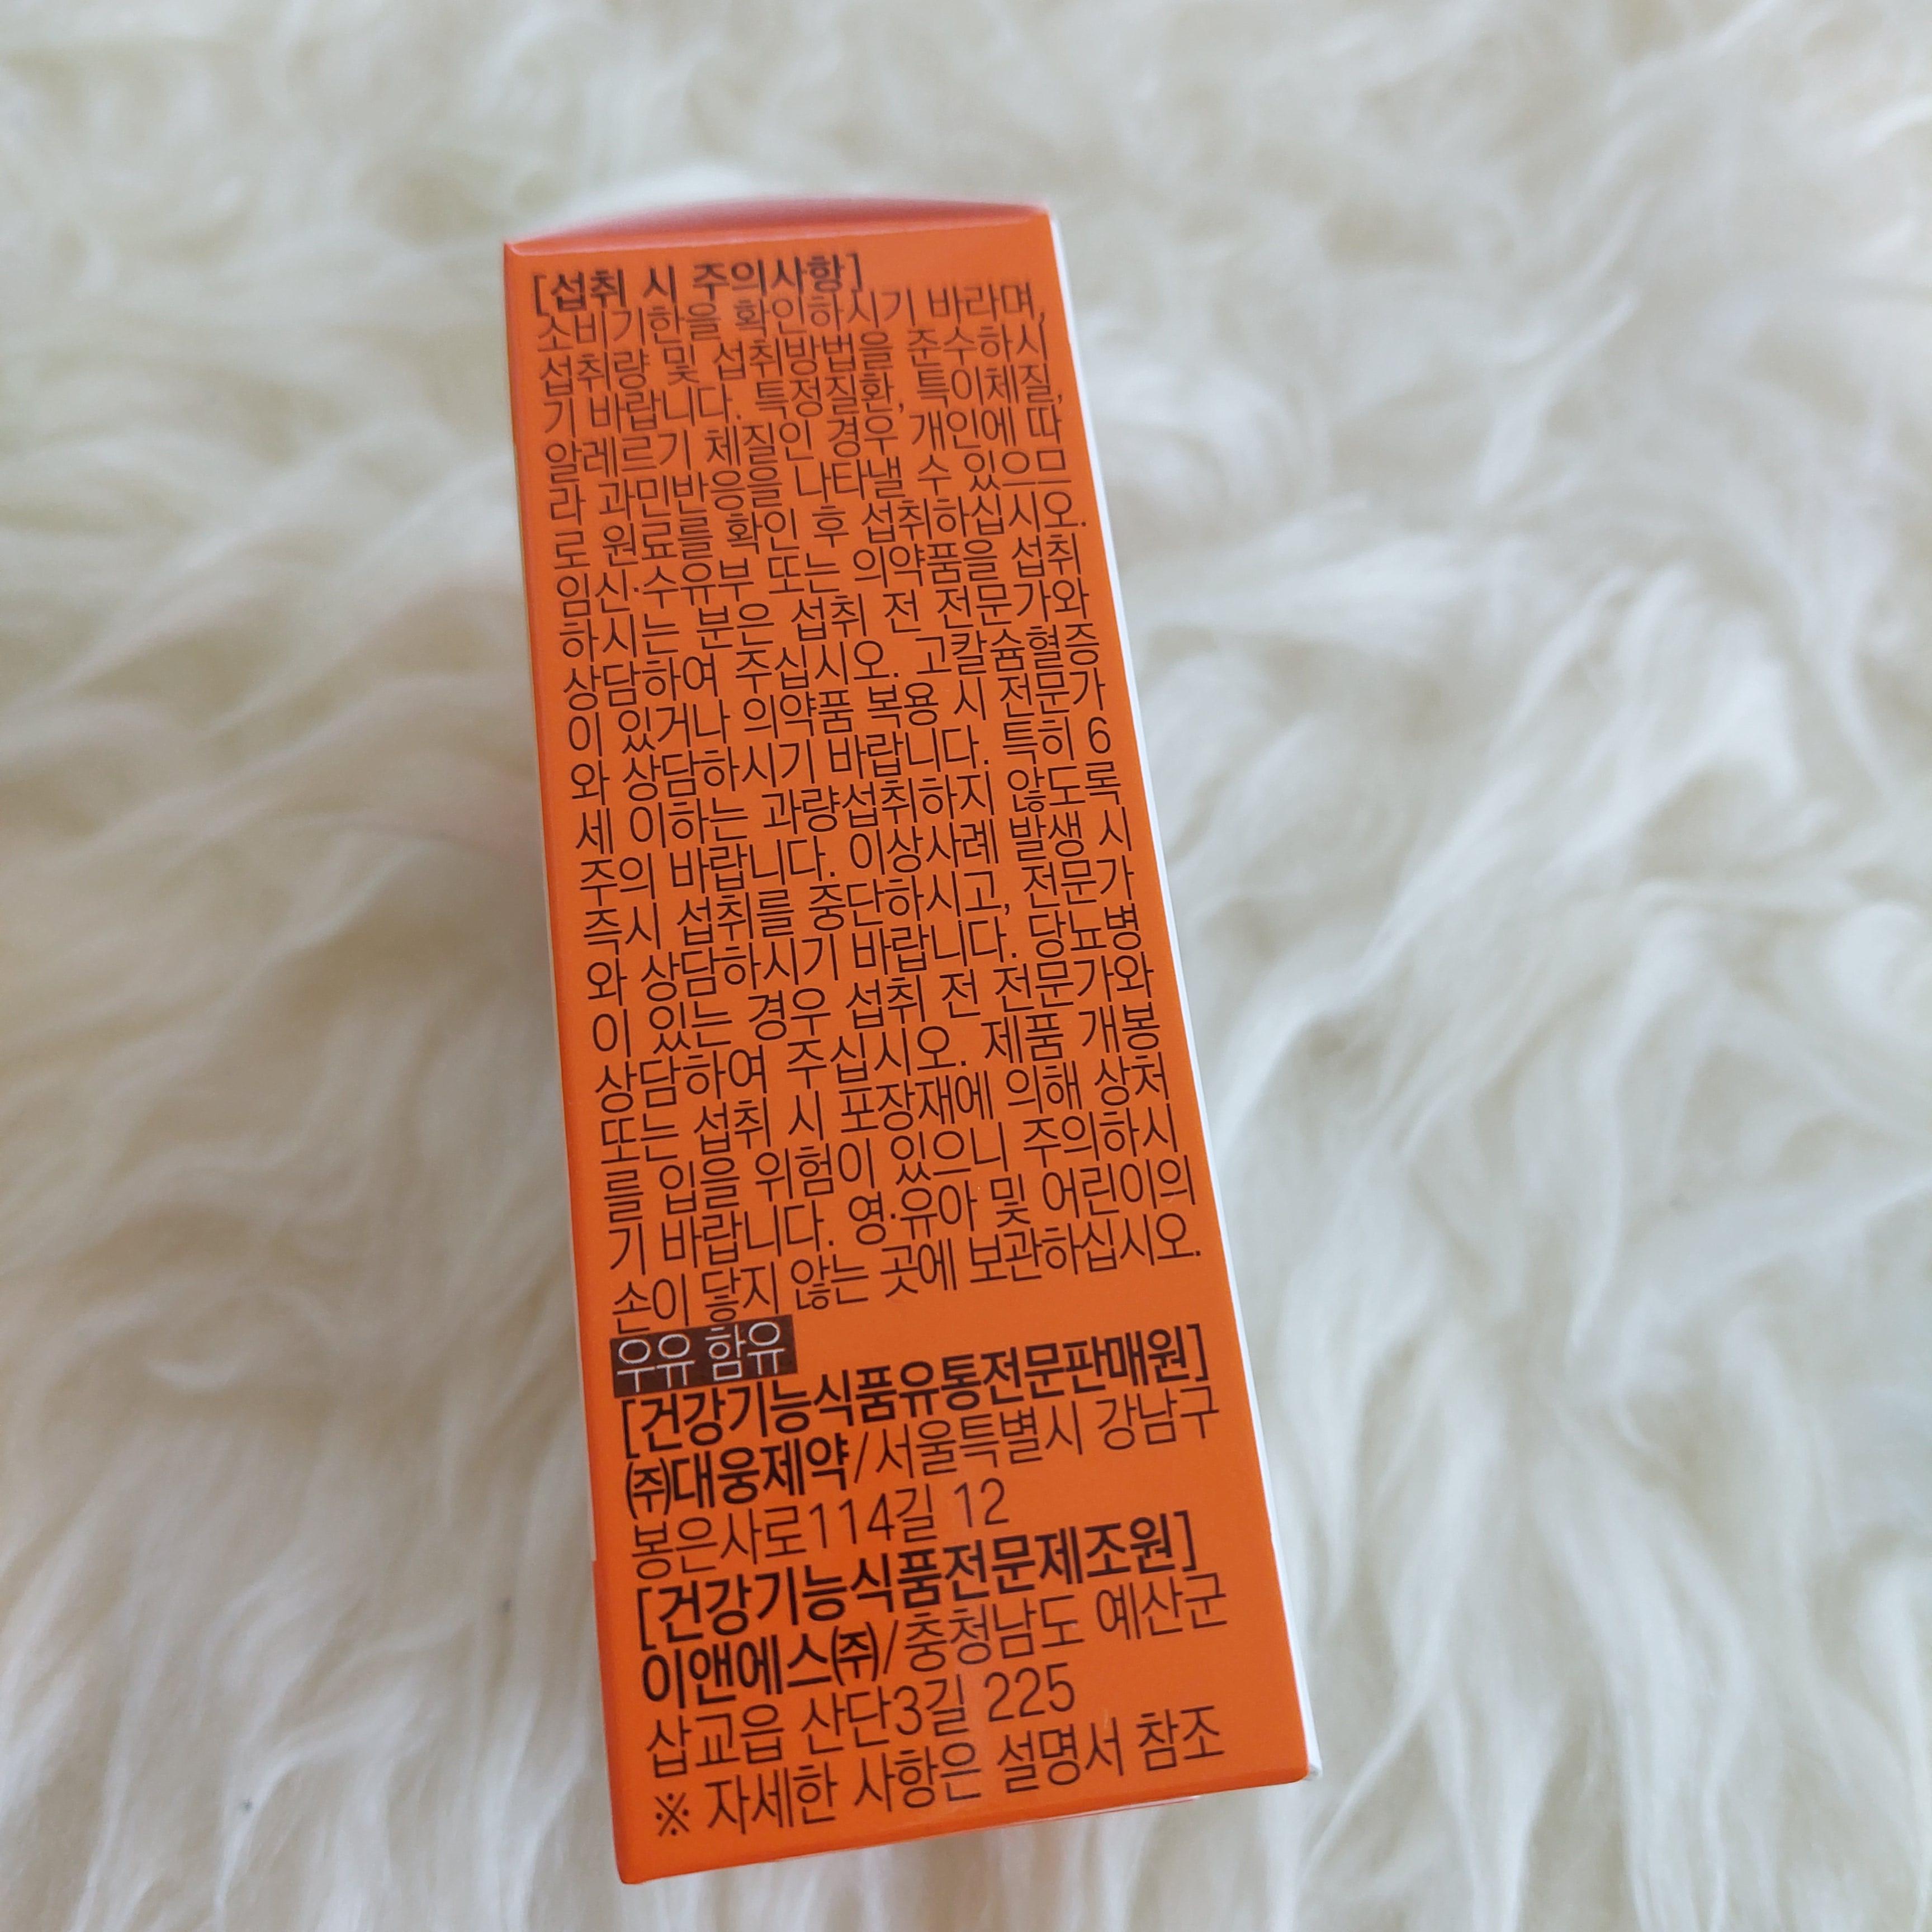 [섭취 시 주의사항]
소비기한을 확인하시기 바라며,
섭취량 및 섭취방법을 준수하시
기 바랍니다. 특정질환, 특이체질,
알레르기 체질인 경우, 개인에 따
라 과민반응을 나타낼 수 있으므
로 원료를 확인 후 섭취하십시오.
임신·수유부 또는 의약품을 섭취
하시는 분은 섭취 전 전문가와
상담하여 주십시오. 고칼슘혈증
이 있거나 의약품 복용 시 전문가
와 상담하시기 바랍니다. 특히 6
세 이하는 과량섭취하지 않도록
주의 바랍니다. 이상사례 발생 시
즉시 섭취를 중단하시고, 전문가
와 상담하시기 바랍니다. 당뇨병
이 있는 경우 섭취 전 전문가와
상담하여 주십시오. 제품 개봉
또는 섭취 시 포장재에 의해 상처
를 입을 위험이 있으니 주의하시
기 바랍니다. 영·유아 및 어린이의
손이 닿지 않는 곳에 보관하십시오.
우유 함유
[건강기능식품유통전문판매원]
㈜대웅제약/서울특별시 강남구
봉은사로114길 12
[건강기능식품전문제조원]
이앤에스㈜/충청남도 예산군
삽교읍 산단3길 225
※ 자세한 사항은 설명서 참조